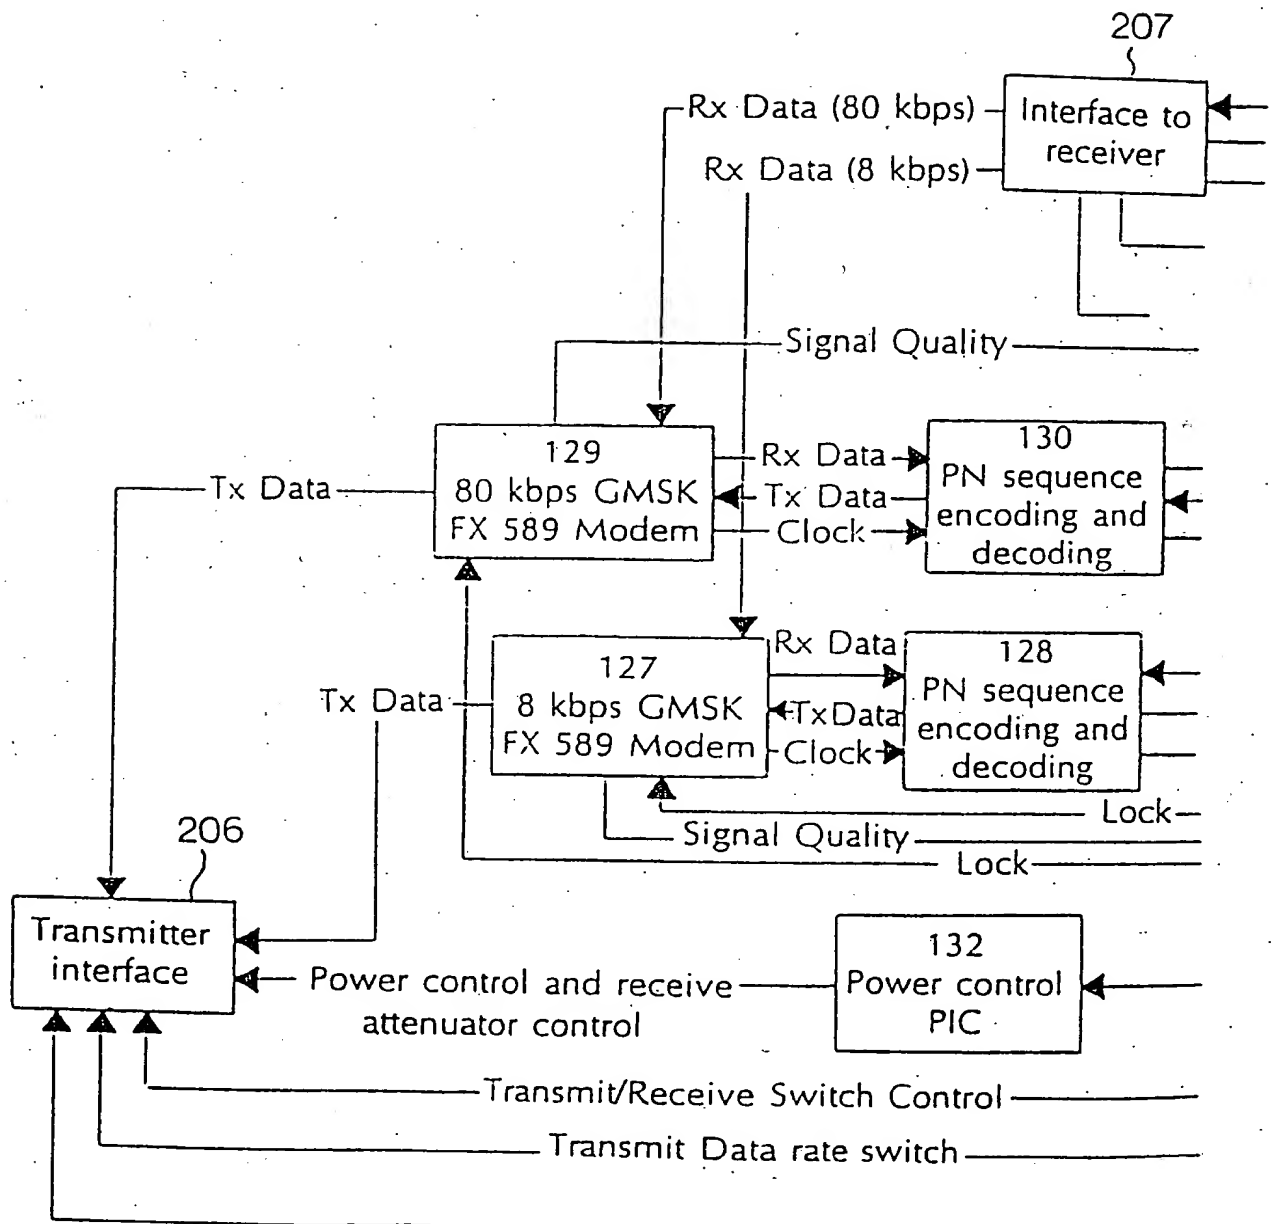 207
Rx Data (80 kbps)
Interface to
receiver
Rx Data (8 kbps)
Signal Quality
129
80 kbps GMSK
FX 589 Modem
Rx Data
Tx Data
Clock
130
PN sequence
encoding and
decoding
Tx Data
127
8 kbps GMSK
FX 589 Modem
Rx Data
TxData
Clock
128
PN sequence
encoding and
decoding
Tx Data
Lock
Signal Quality
Lock
206
Transmitter
interface
Power control and receive
attenuator control
132
Power control
PIC
Transmit/Receive Switch Control
Transmit Data rate switch